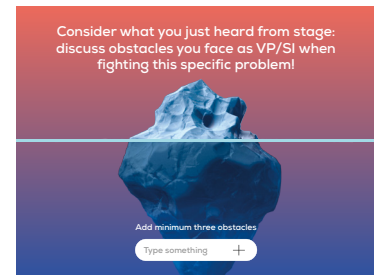 Consider what you just heard from stage:
discuss obstacles you face as VP/SI when
fighting this specific problem!
Add minimum three obstacles
Type something